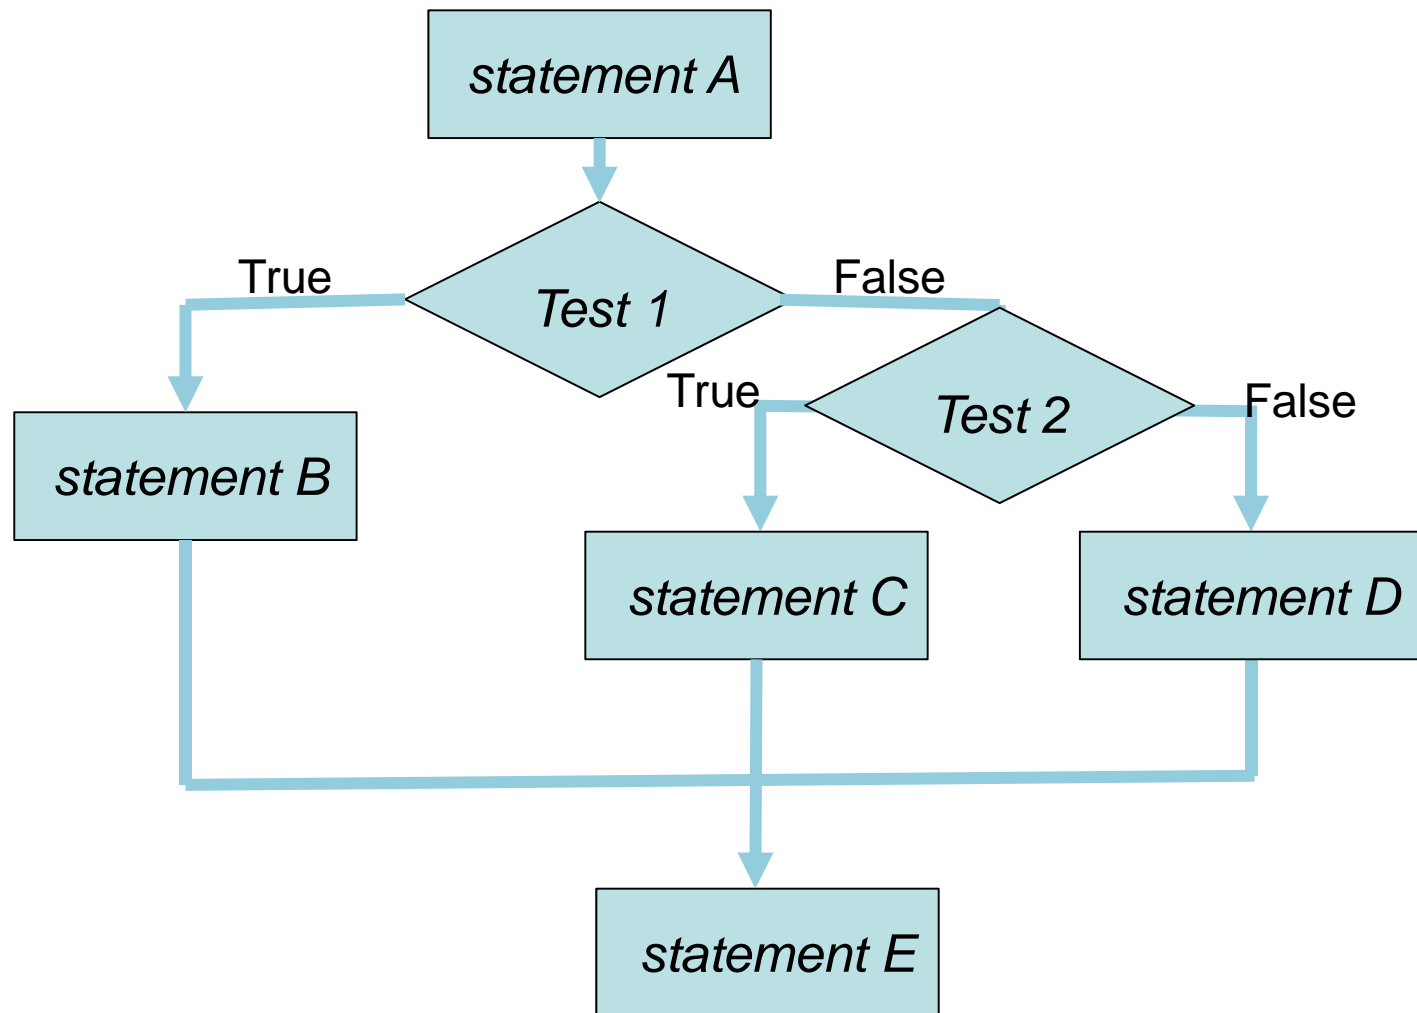 statement A
True
False
Test 1
True
Test 2
False
statement B
statement C
statement D
statement E